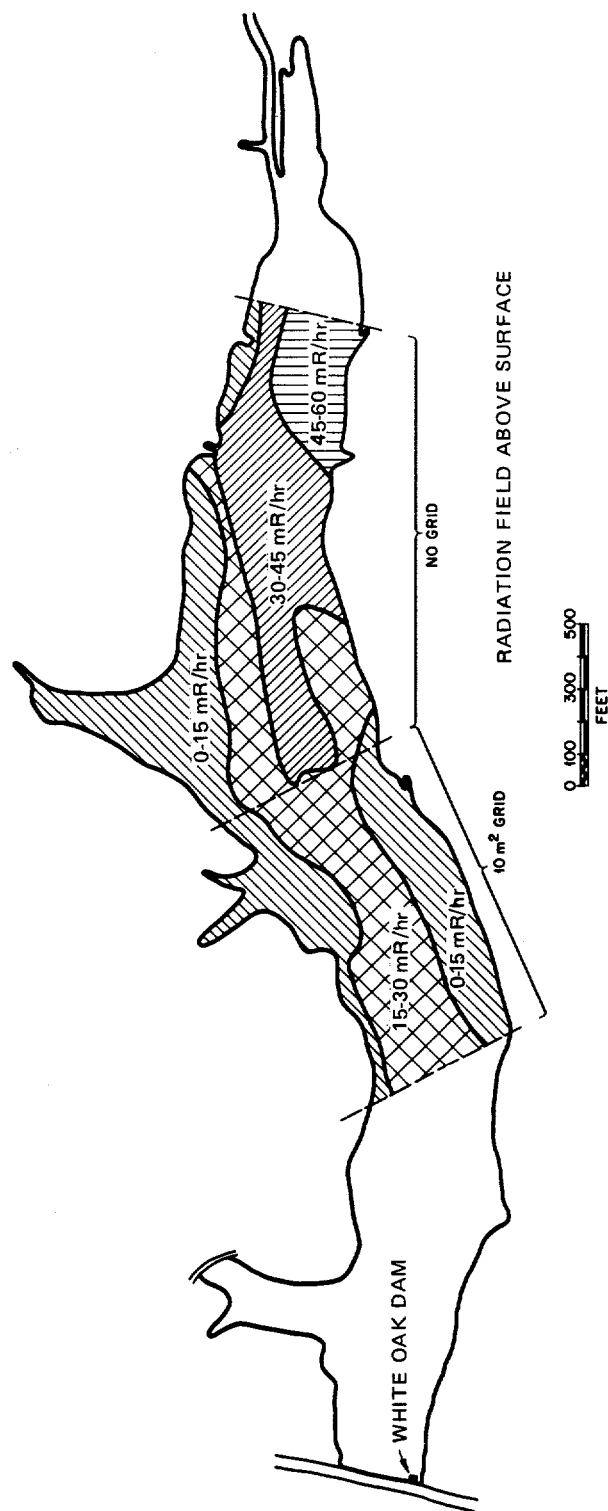 0-15 mR/hr
30-45 mR/hr
45-60 mR/hr
15-30 mR/hr
0-15 mR/hr
WHITE OAK DAM
10 m² GRID
NO GRID
RADIATION FIELD ABOVE SURFACE
0 100 300 500
FEET